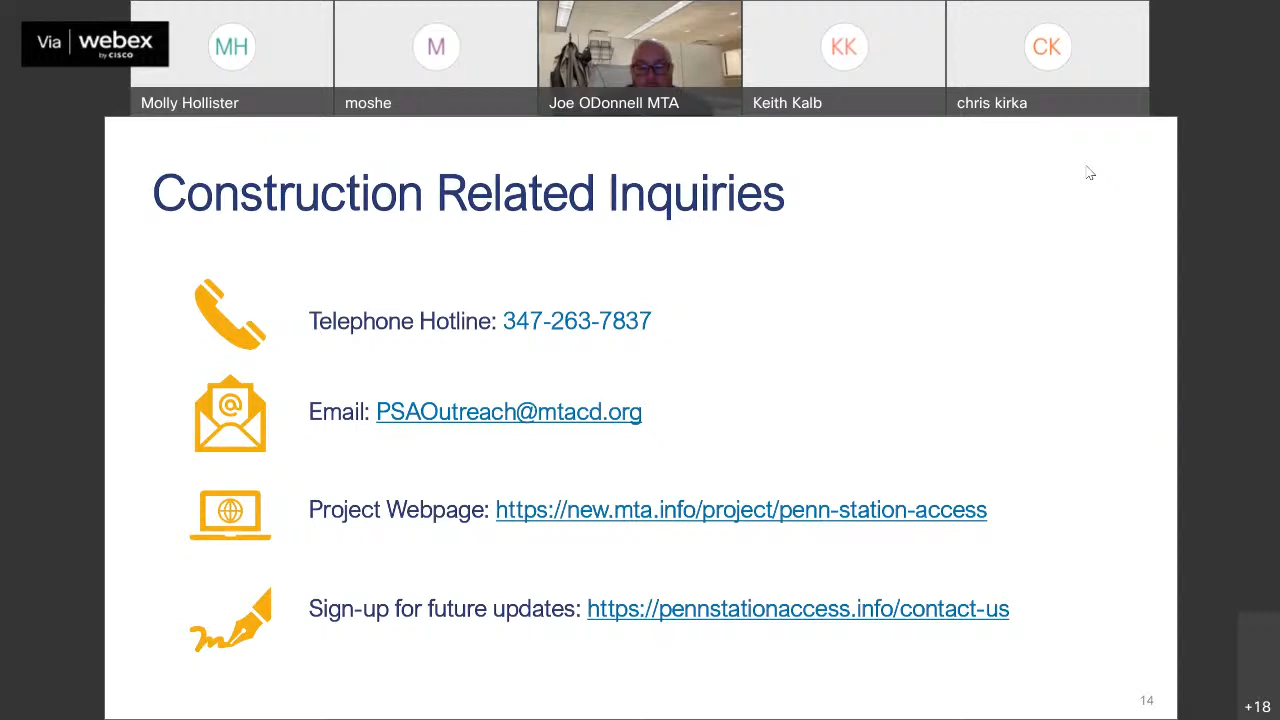 Via webex
by CISCO
MH
M
KK
CK
Molly Hollister
moshe
Joe ODonnell MTA
Keith Kalb
chris kirka
Construction Related Inquiries
Telephone Hotline: 347-263-7837
@
Email: PSAOutreach@mtacd.org
Project Webpage: https://new.mta.info/project/penn-station-access
Sign-up for future updates: https://pennstationaccess.info/contact-us
14
+18